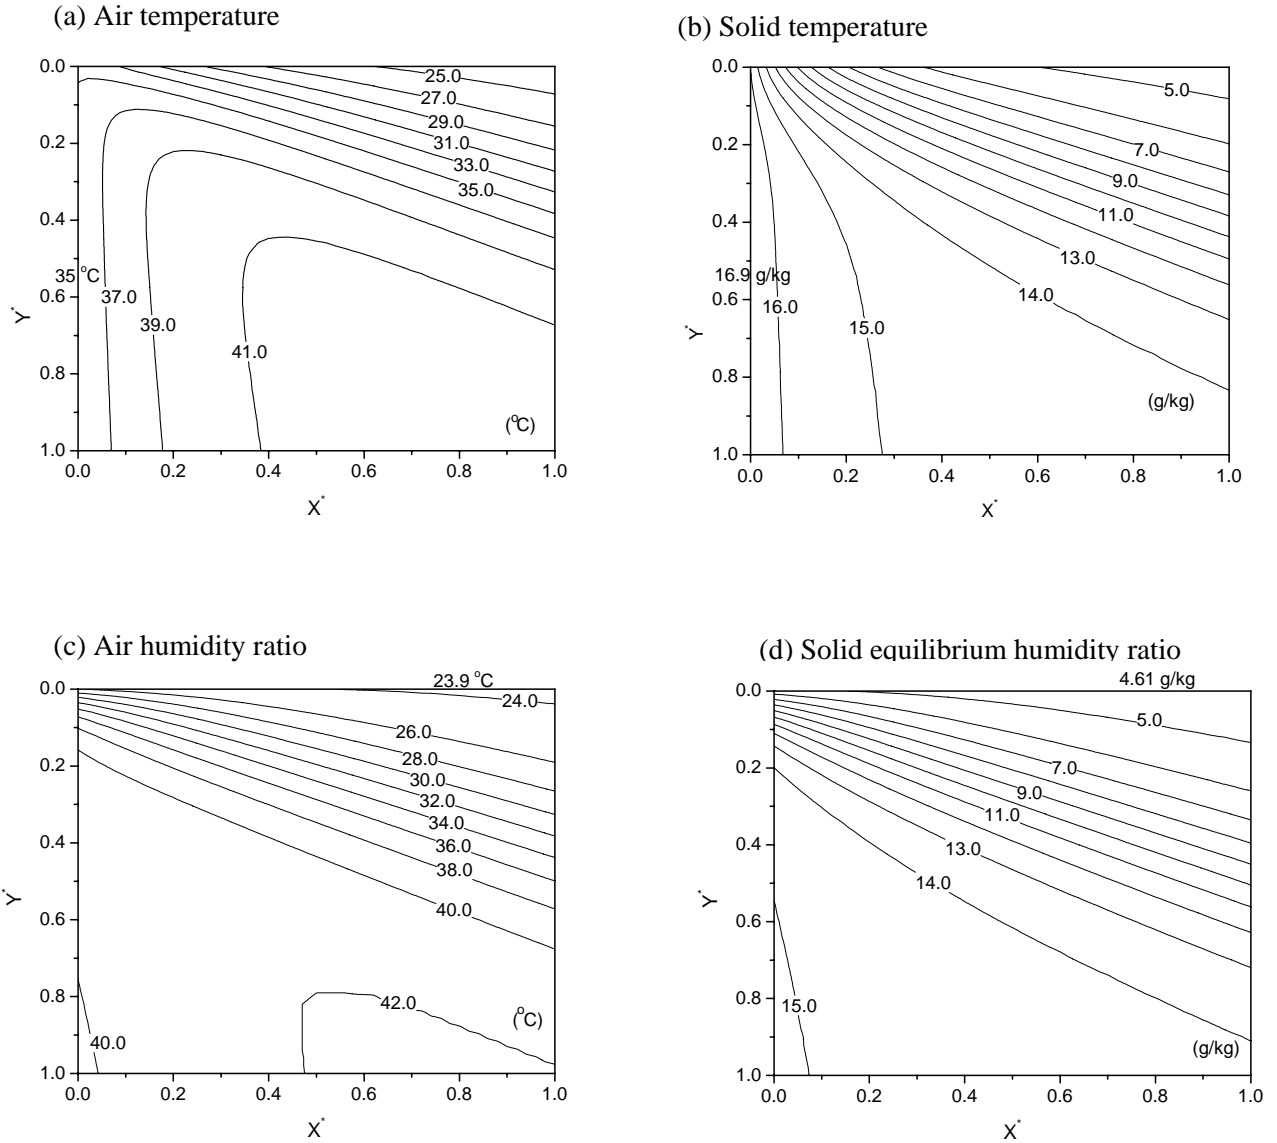 (a) Air temperature
(b) Solid temperature
0.0
0.2
0.4
0.6
0.8
1.0
Y*
25.0
27.0
29.0
31.0
33.0
35.0
35 °C
37.0
39.0
41.0
(°C)
0.0 0.2 0.4 0.6 0.8 1.0
X*
0.0
0.2
0.4
0.6
0.8
1.0
Y*
5.0
7.0
9.0
11.0
13.0
14.0
16.9 g/kg
16.0
15.0
(g/kg)
0.0 0.2 0.4 0.6 0.8 1.0
X*
(c) Air humidity ratio
(d) Solid equilibrium humidity ratio
23.9 °C
0.0
0.2
0.4
0.6
0.8
1.0
Y*
24.0
26.0
28.0
30.0
32.0
34.0
36.0
38.0
40.0
42.0
40.0
(°C)
0.0 0.2 0.4 0.6 0.8 1.0
X*
4.61 g/kg
0.0
0.2
0.4
0.6
0.8
1.0
Y*
5.0
7.0
9.0
11.0
13.0
14.0
15.0
(g/kg)
0.0 0.2 0.4 0.6 0.8 1.0
X*